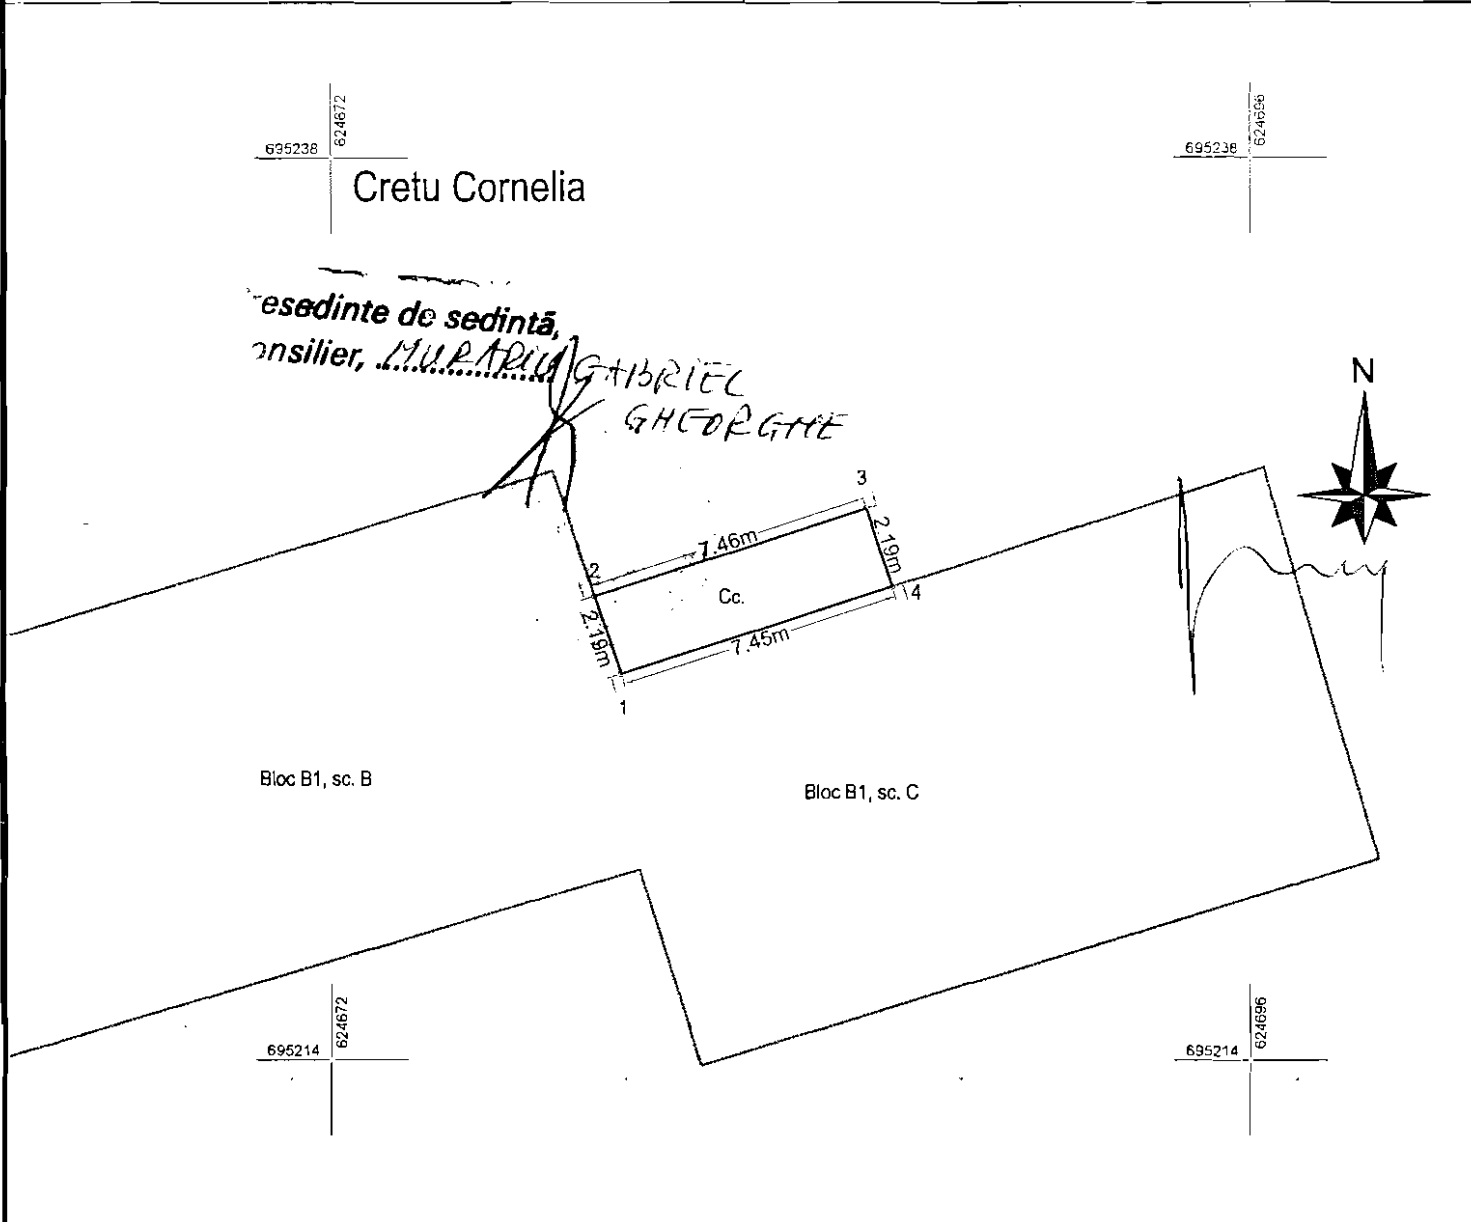 624672
695238
624696
695238
Cretu Cornelia
esedinte de sedintă,
onsilier, MURARIU GABRIEL
GHEORGHE
N
3
7.46m
2.19m
2
Cc.
4
2.19m
7.45m
1
Bloc B1, sc. B
Bloc B1, sc. C
624672
695214
624696
695214